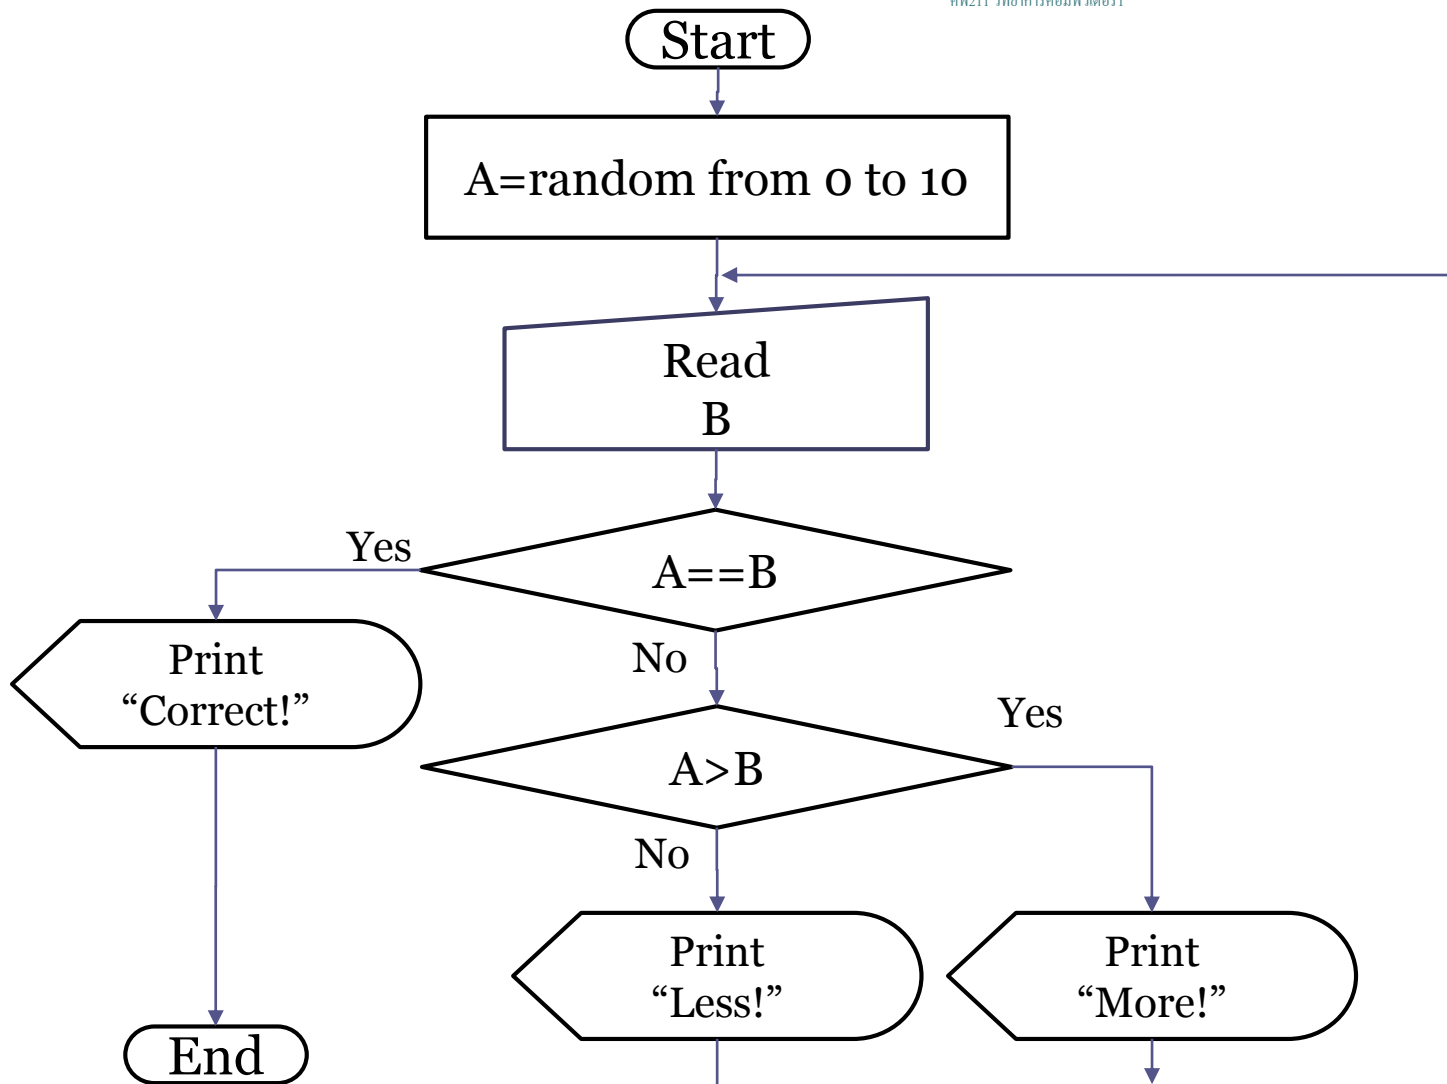 Start
A=random from 0 to 10
Read
B
Yes
A==B
No
Print
“Correct!”
Yes
A>B
No
Print
“Less!”
Print
“More!”
End